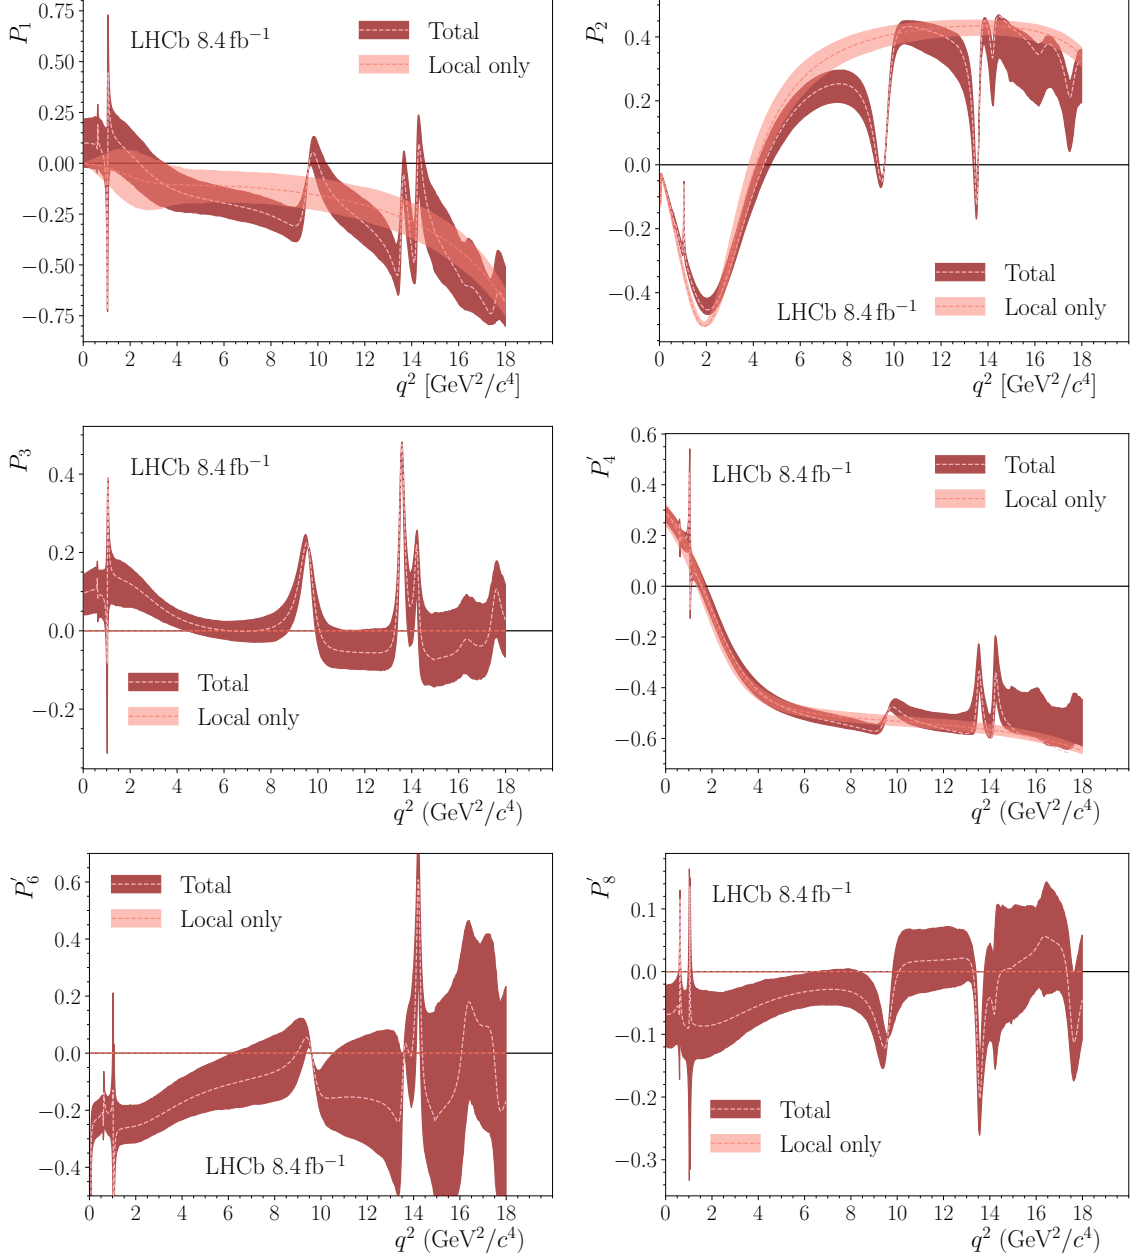 P₁
0.75
0.50
0.25
0.00
−0.25
−0.50
−0.75
LHCb 8.4 fb⁻¹
Total
Local only
0 2 4 6 8 10 12 14 16 18
q² [GeV²/c⁴]
P₂
0.4
0.2
0.0
−0.2
−0.4
LHCb 8.4 fb⁻¹
Total
Local only
0 2 4 6 8 10 12 14 16 18
q² [GeV²/c⁴]
P₃
0.4
0.2
0.0
−0.2
LHCb 8.4 fb⁻¹
Total
Local only
0 2 4 6 8 10 12 14 16 18
q² (GeV²/c⁴)
P₄′
0.6
0.4
0.2
0.0
−0.2
−0.4
−0.6
LHCb 8.4 fb⁻¹
Total
Local only
0 2 4 6 8 10 12 14 16 18
q² (GeV²/c⁴)
P₆′
0.6
0.4
0.2
0.0
−0.2
−0.4
Total
Local only
LHCb 8.4 fb⁻¹
0 2 4 6 8 10 12 14 16 18
q² (GeV²/c⁴)
P₈′
0.1
0.0
−0.1
−0.2
−0.3
LHCb 8.4 fb⁻¹
Total
Local only
0 2 4 6 8 10 12 14 16 18
q² (GeV²/c⁴)